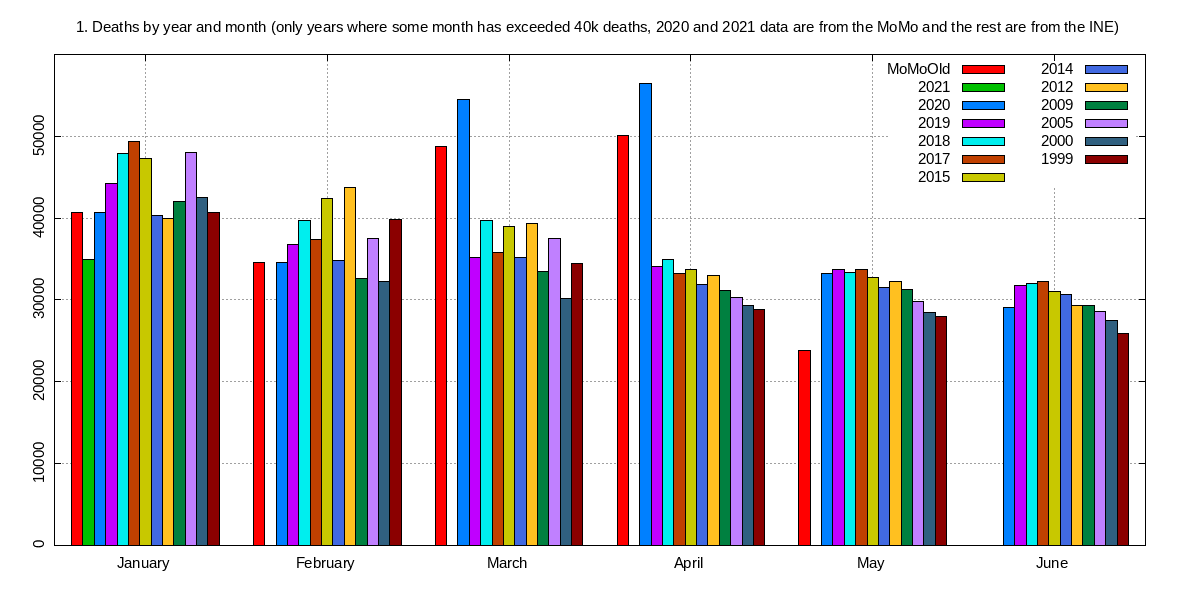 1. Deaths by year and month (only years where some month has exceeded 40k deaths, 2020 and 2021 data are from the MoMo and the rest are from the INE)
MoMoOld
2021
2020
2019
2018
2017
2015
2014
2012
2009
2005
2000
1999
50000
40000
30000
20000
10000
0
January
February
March
April
May
June